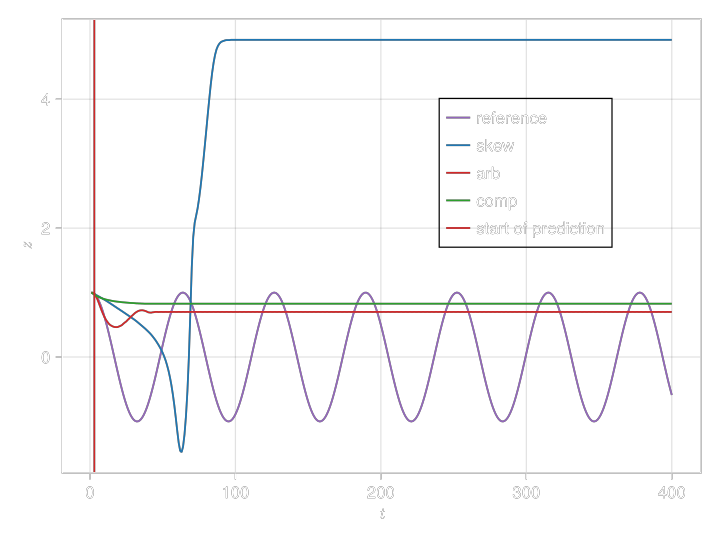 4
2
0
z
reference
skew
arb
comp
start of prediction
0
100
200
300
400
t